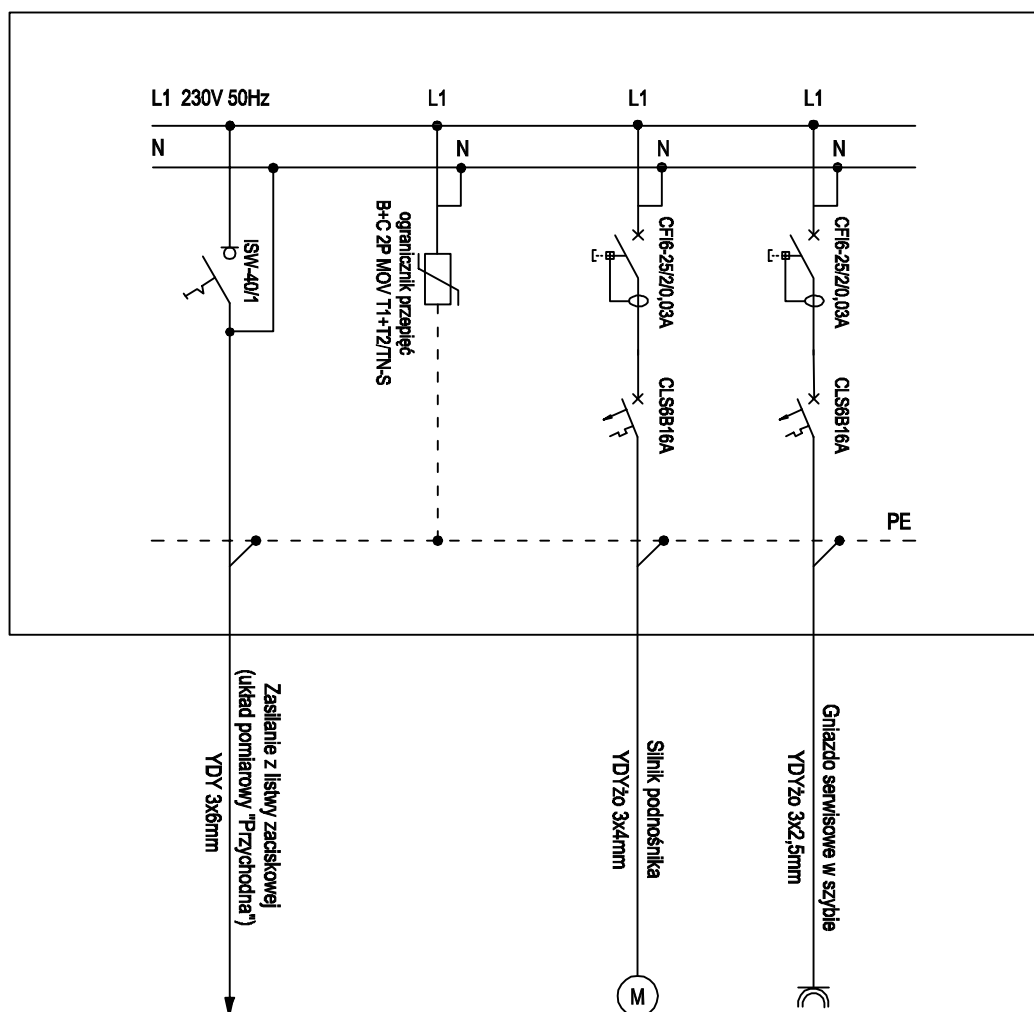 L1 230V 50Hz
L1
L1
L1
N
N
N
N
ISW-40/1
ogranicznik przepięć
B+C 2P MOV T1+T2/TN-S
CFI6-25/2/0,03A
CFI6-25/2/0,03A
CLS6B16A
CLS6B16A
PE
Zasilanie z listwy zaciskowej
(układ pomiarowy "Przychodna")
YDY 3x6mm
Silnik podnośnika
YDYżo 3x4mm
Gniazdo serwisowe w szybie
YDYżo 3x2,5mm
M